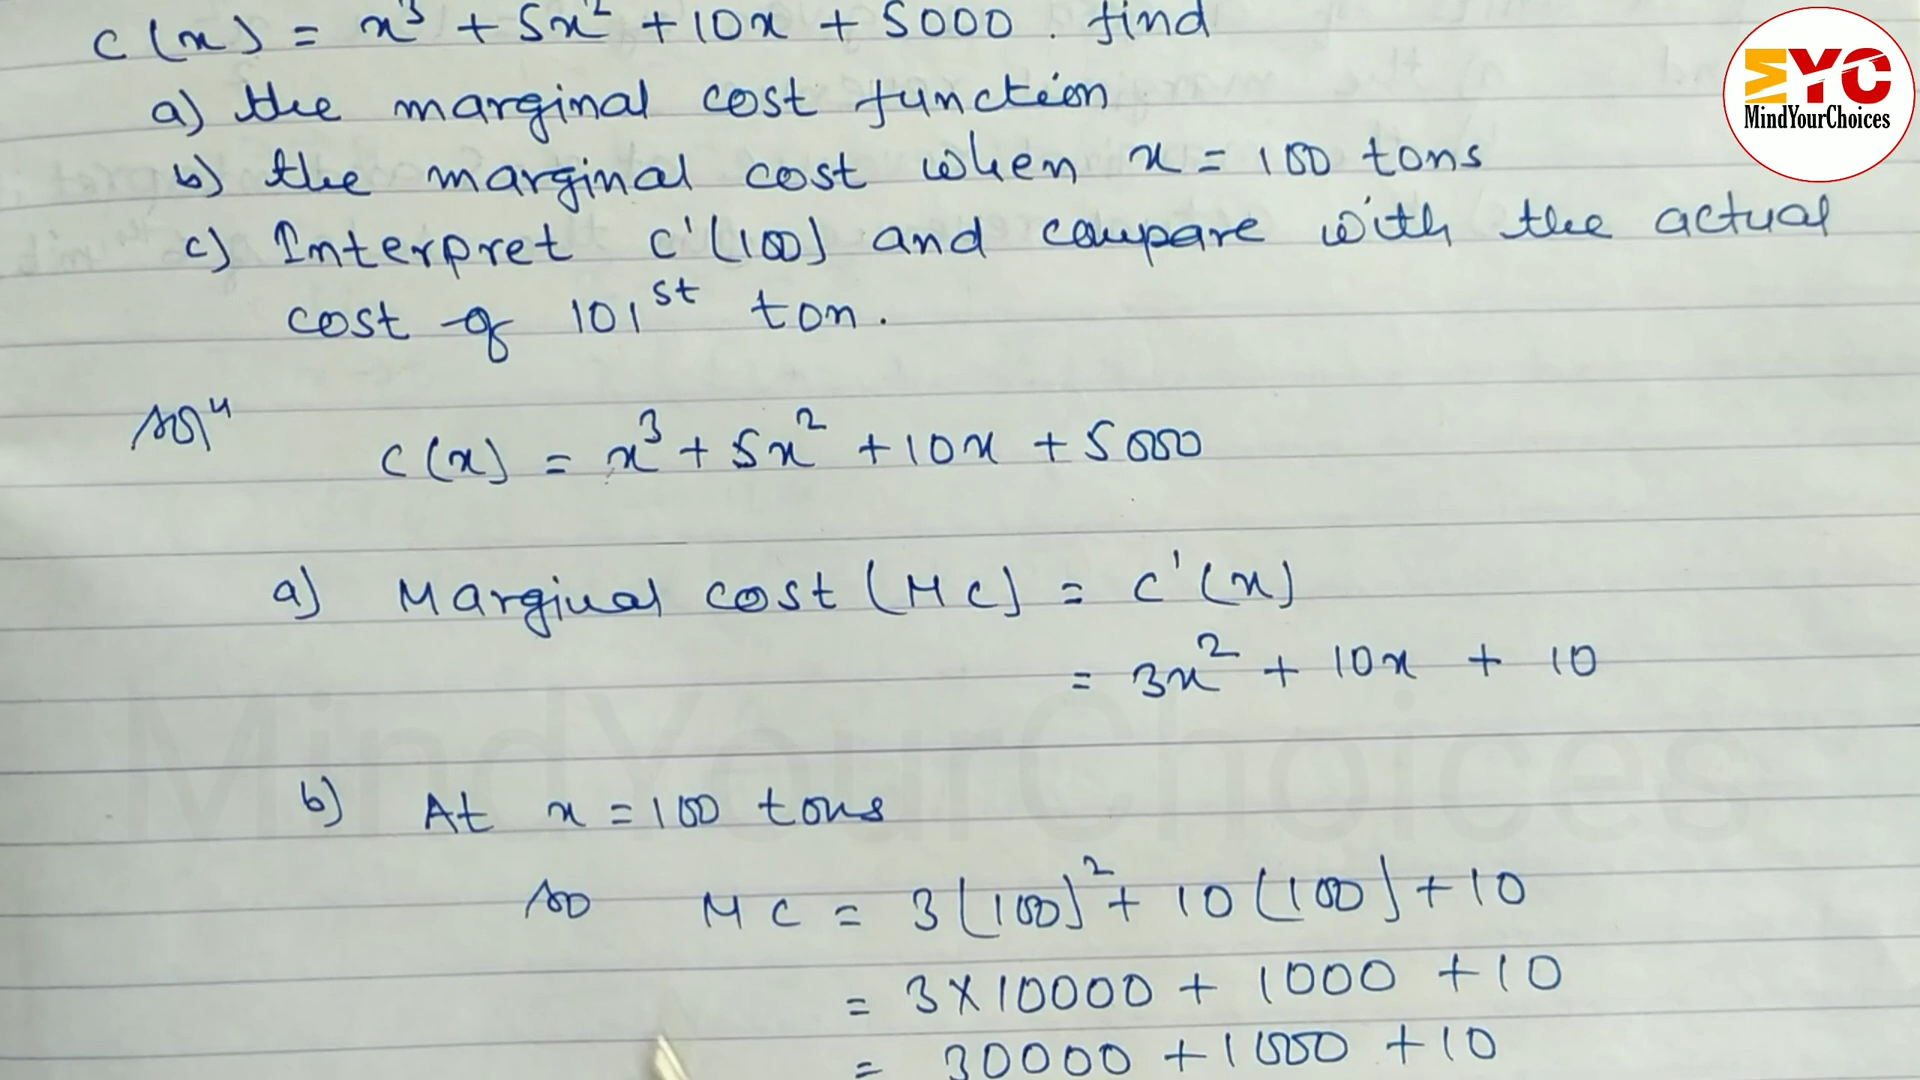 C(x) = x³ + 5x² + 10x + 5000. find
a) the marginal cost function
b) the marginal cost when x = 100 tons
c) Interpret C'(100) and compare with the actual
cost of 101st ton.
Solⁿ
C(x) = x³ + 5x² + 10x + 5000
a) Marginal cost (MC) = C'(x)
= 3x² + 10x + 10
b) At x = 100 tons
so MC = 3(100)² + 10(100) + 10
= 3×10000 + 1000 + 10
= 30000 + 1000 + 10
MYC
MindYourChoices
MindYourChoices